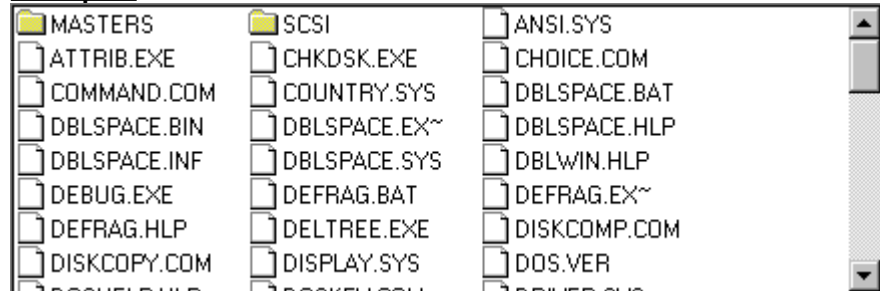 MASTERS SCSI ANSI.SYS
ATTRIB.EXE CHKDSK.EXE CHOICE.COM
COMMAND.COM COUNTRY.SYS DBLSPACE.BAT
DBLSPACE.BIN DBLSPACE.EX~ DBLSPACE.HLP
DBLSPACE.INF DBLSPACE.SYS DBLWIN.HLP
DEBUG.EXE DEFRAG.BAT DEFRAG.EX~
DEFRAG.HLP DELTREE.EXE DISKCOMP.COM
DISKCOPY.COM DISPLAY.SYS DOS.VER